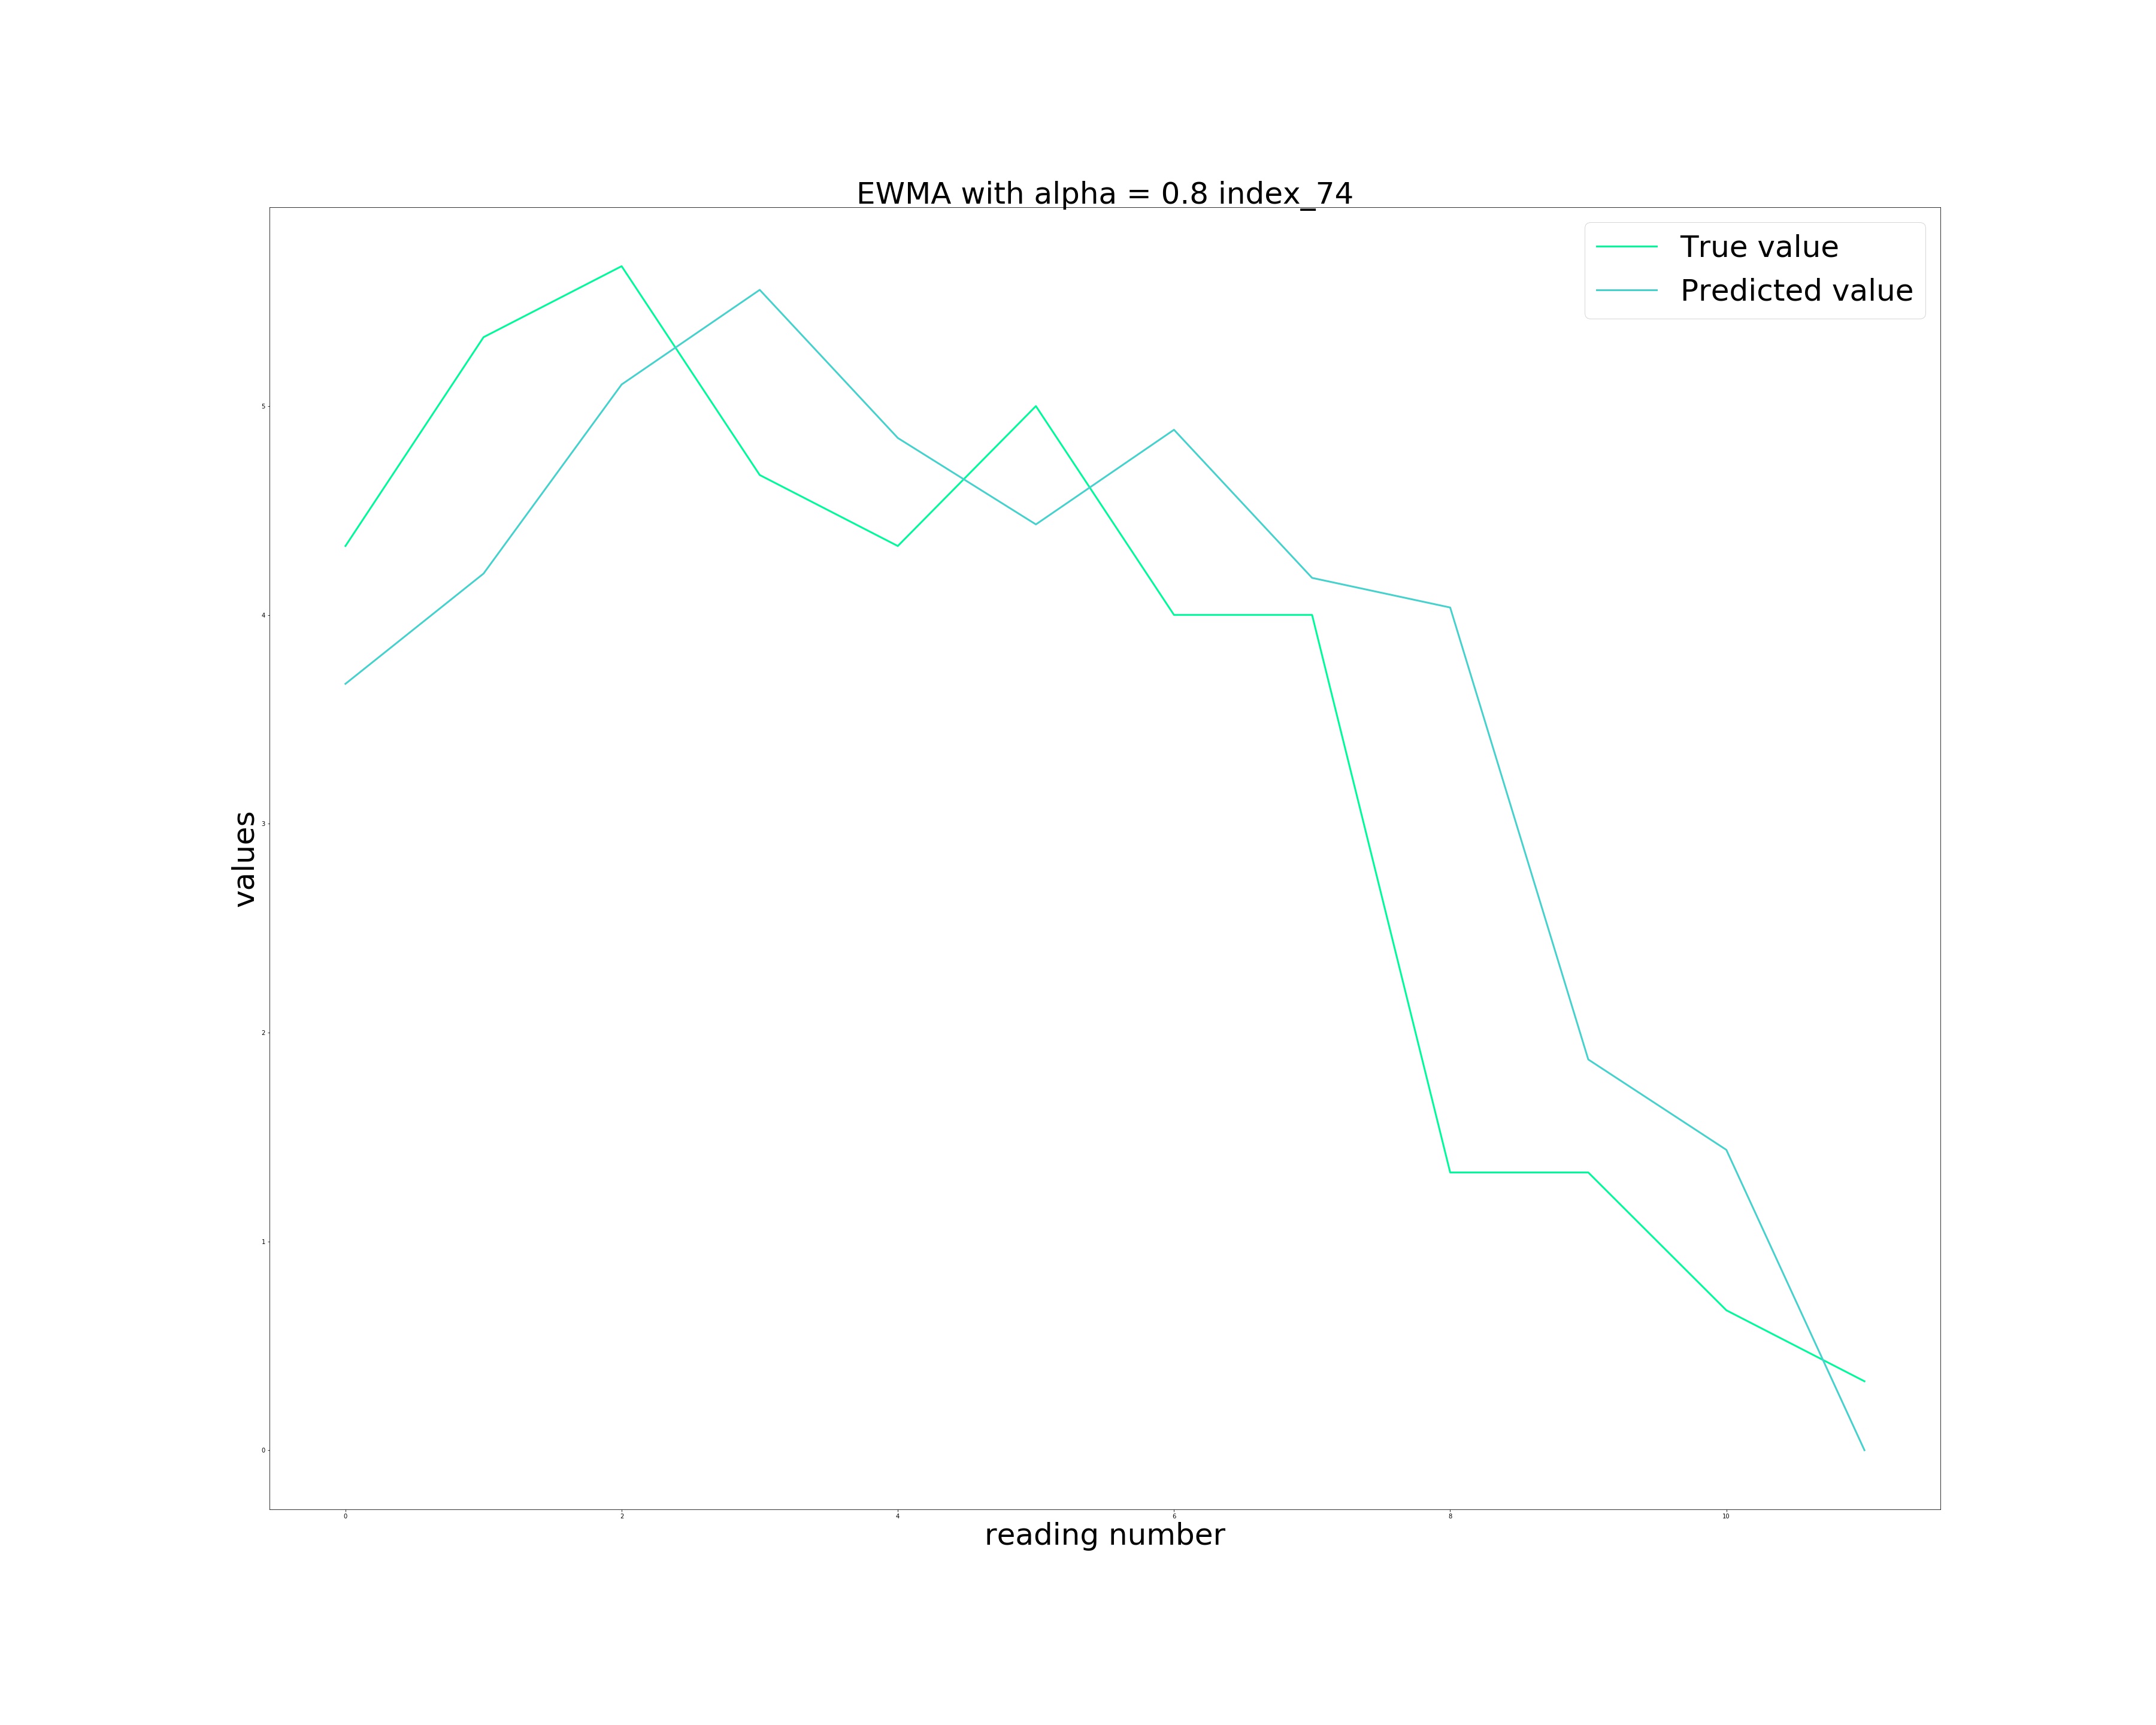 EWMA with alpha = 0.8 index_74
True value
Predicted value
values
5
4
3
2
1
0
0 2 4 6 8 10
reading number